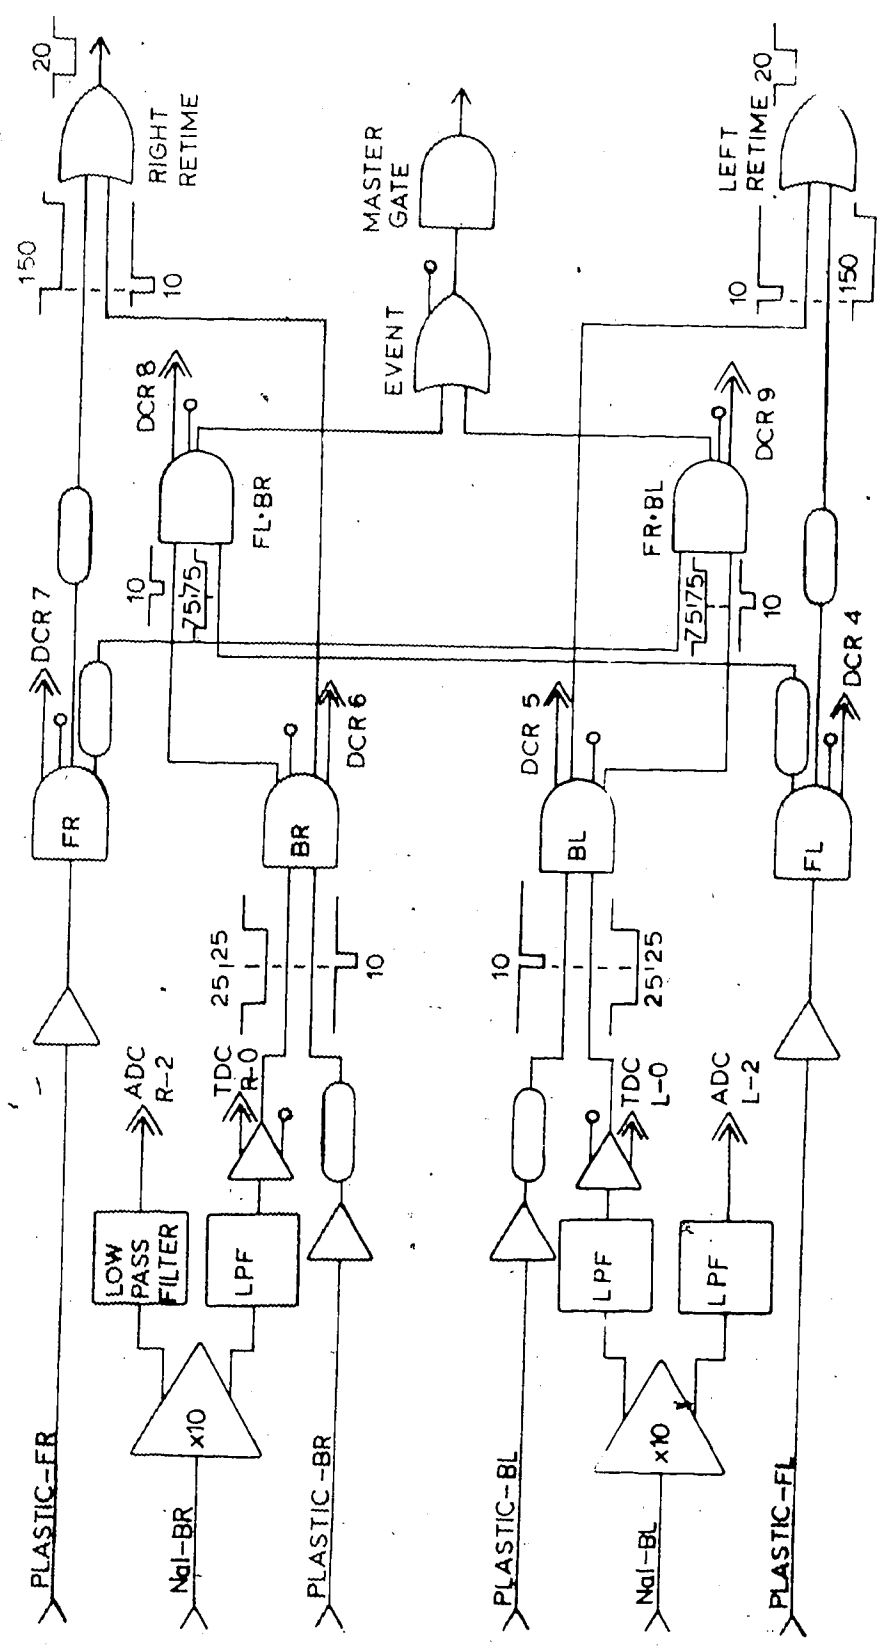 PLASTIC-FR
NaI-BR
PLASTIC-BR
PLASTIC-BL
NaI-BL
PLASTIC-FL
x10
x10
LOW
PASS
FILTER
LPF
LPF
LPF
ADC
R-2
TDC
R-0
TDC
L-0
ADC
L-2
25 25
10
10
25 25
FR
BR
BL
FL
DCR 7
DCR 6
DCR 5
DCR 4
10
75 75
75 75
10
FL·BR
FR·BL
DCR 8
DCR 9
EVENT
MASTER
GATE
150
10
10
150
RIGHT
RETIME
LEFT
RETIME
20
20